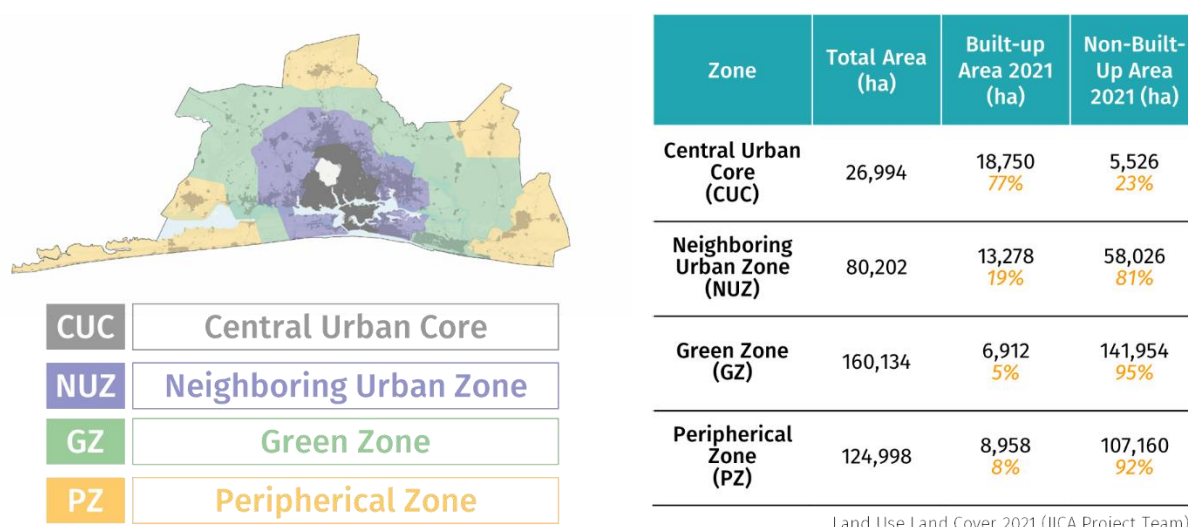 CUC
Central Urban Core
NUZ
Neighboring Urban Zone
GZ
Green Zone
PZ
Peripherical Zone
Zone
Total Area
(ha)
Built-up
Area 2021
(ha)
Non-Built-
Up Area
2021 (ha)
Central Urban
Core
(CUC)
26,994
18,750
77%
5,526
23%
Neighboring
Urban Zone
(NUZ)
80,202
13,278
19%
58,026
81%
Green Zone
(GZ)
160,134
6,912
5%
141,954
95%
Peripherical
Zone
(PZ)
124,998
8,958
8%
107,160
92%
Land Use Land Cover 2021 (JICA Project Team)